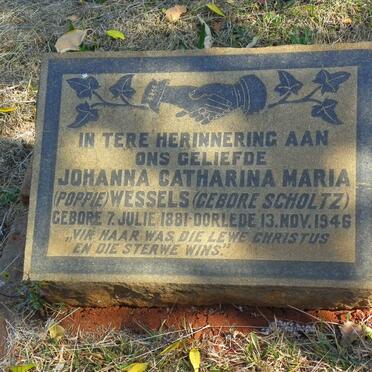 IN TERE HERINNERING AAN
ONS GELIEFDE
JOHANNA CATHARINA MARIA
(POPPIE) WESSELS (GEBORE SCHOLTZ)
GEBORE 7. JULIE 1881-OORLEDE 13. NOV. 1946
„VIR HAAR WAS DIE LEWE CHRISTUS
EN DIE STERWE WINS."